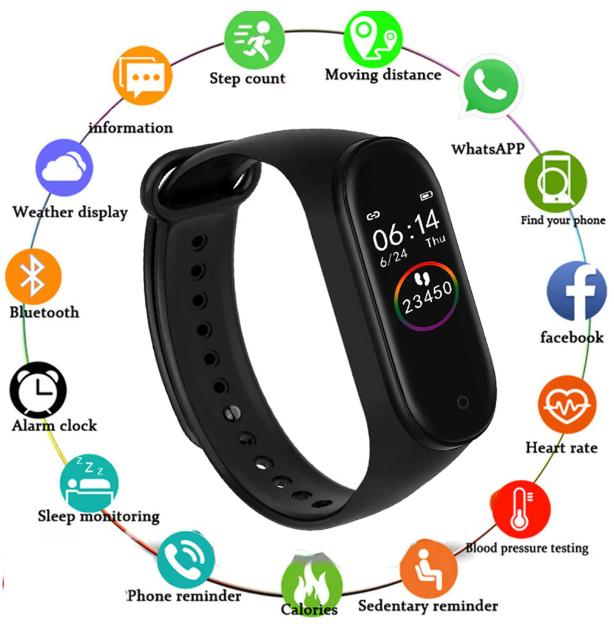 Step count
Moving distance
information
whatsAPP
Weather display
Find your phone
06:14
6/24 Thu
23450
Bluetooth
facebook
Alarm clock
Heart rate
z Z Z
Sleep monitoring
Blood pressure testing
Phone reminder
Calories
Sedentary reminder